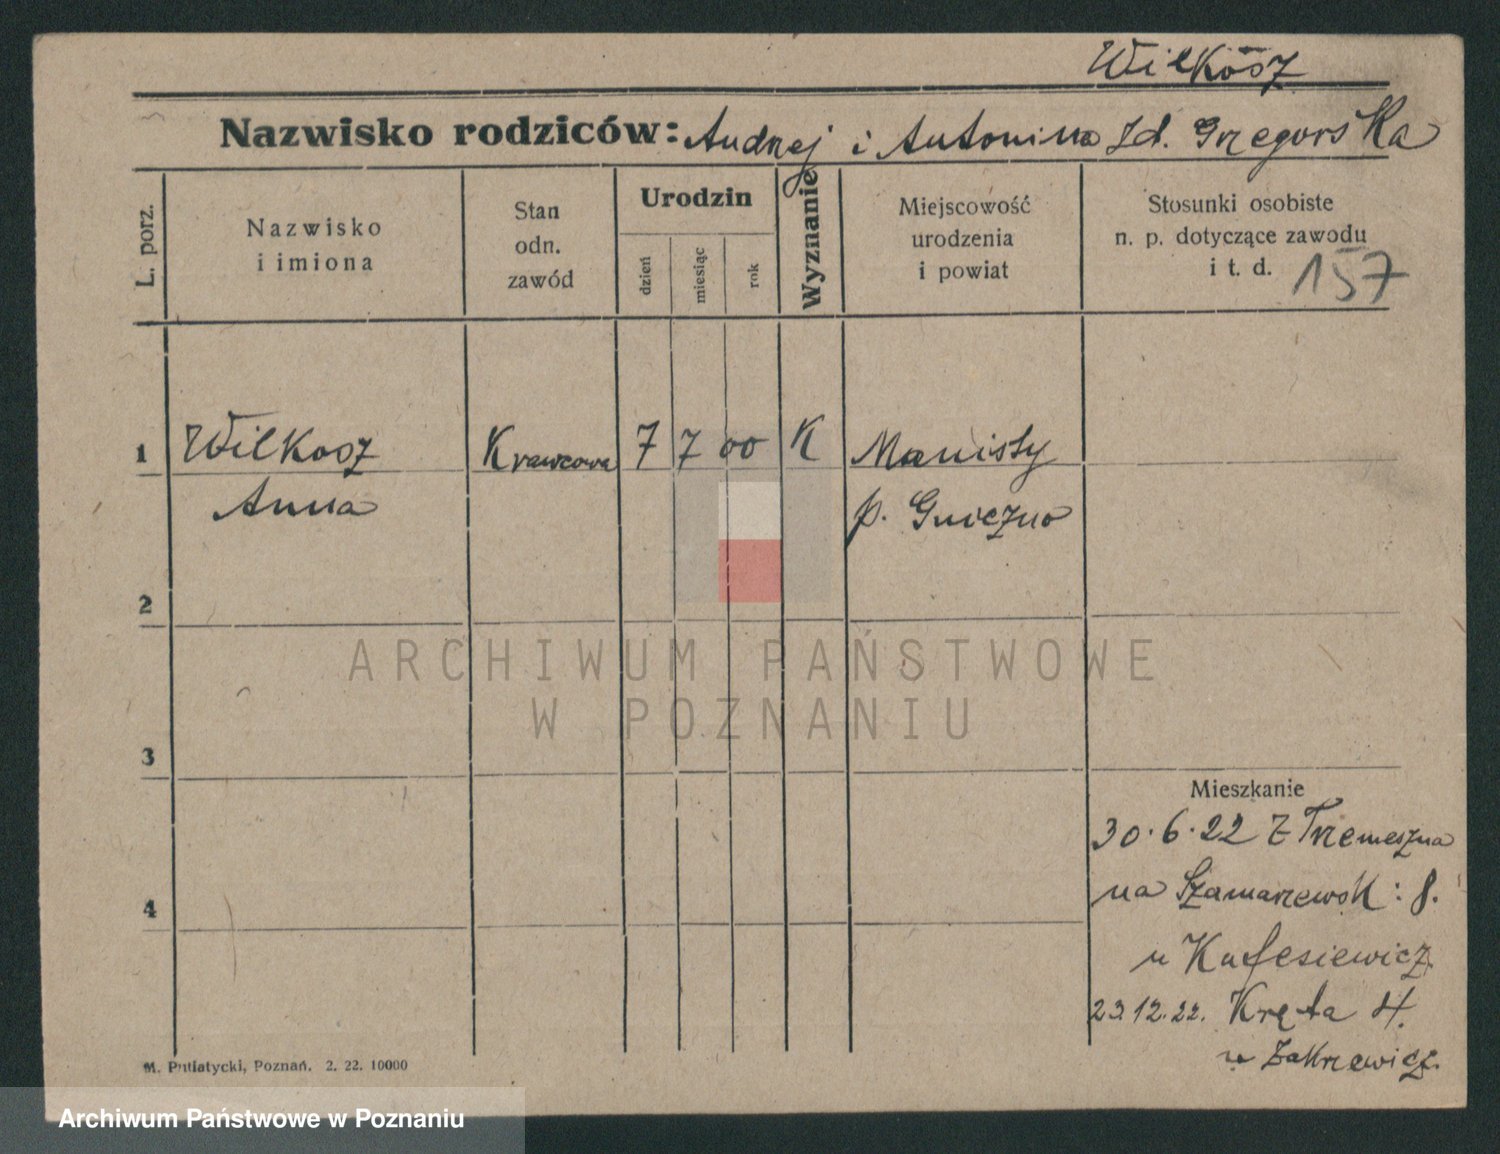 Wilkosz
Nazwisko rodziców: Andrzej i Antonina zd. Grzegorska
L. porz.
Nazwisko
i imiona
Stan
odn.
zawód
Urodzin
dzień
miesiąc
rok
Wyznanie
Miejscowość
urodzenia
i powiat
Stosunki osobiste
n. p. dotyczące zawodu
i t. d. 157
1 Wilkosz Krawcowa 7 7 00 K
Anna p. Gniezno
2
ARCHIWUM PAŃSTWOWE
W POZNANIU
3
Mieszkanie
30.6.22 z Trzemeszna
na Szamarzewsk: 8.
4
u
23.12.22. Kręta 4.
u Zakrzewicz.
M. Putiatycki, Poznań. 2. 22. 10000
Archiwum Państwowe w Poznaniu